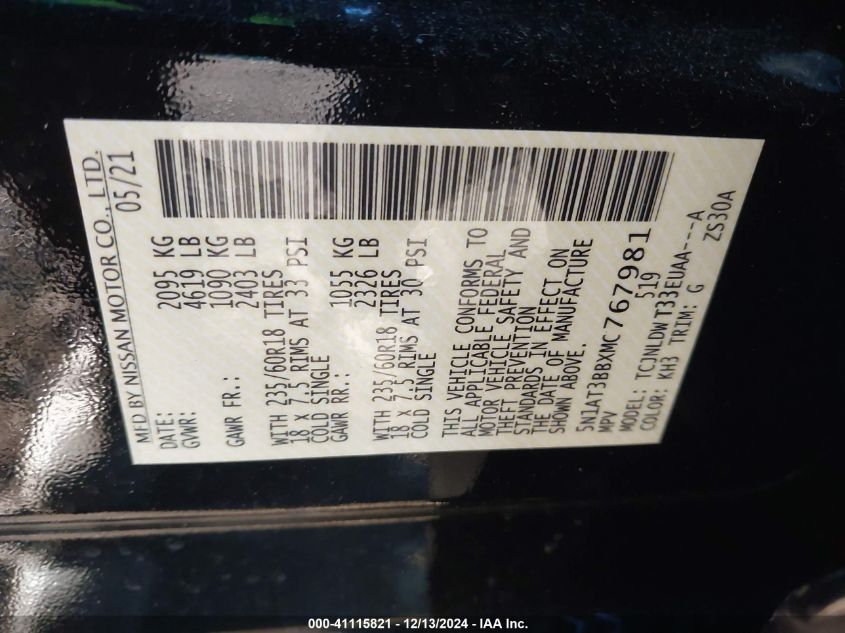 MFD BY NISSAN MOTOR CO., LTD.
DATE: 05/21
GVWR: 2095 KG
4619 LB
GAWR FR.: 1090 KG
2403 LB
WITH 235/60R18 TIRES
18 X 7.5 RIMS AT 33 PSI
COLD SINGLE
GAWR RR.: 1055 KG
2326 LB
WITH 235/60R18 TIRES
18 X 7.5 RIMS AT 30 PSI
COLD SINGLE
THIS VEHICLE CONFORMS TO
ALL APPLICABLE FEDERAL
MOTOR VEHICLE SAFETY AND
THEFT PREVENTION
STANDARDS IN EFFECT ON
THE DATE OF MANUFACTURE
SHOWN ABOVE.
5N1AT3BBXMC767981
MPV 519
MODEL: TCJNLDWT33EUAA---A
COLOR: KH3 TRIM: G ZS30A
000-41115821 - 12/13/2024 - IAA Inc.